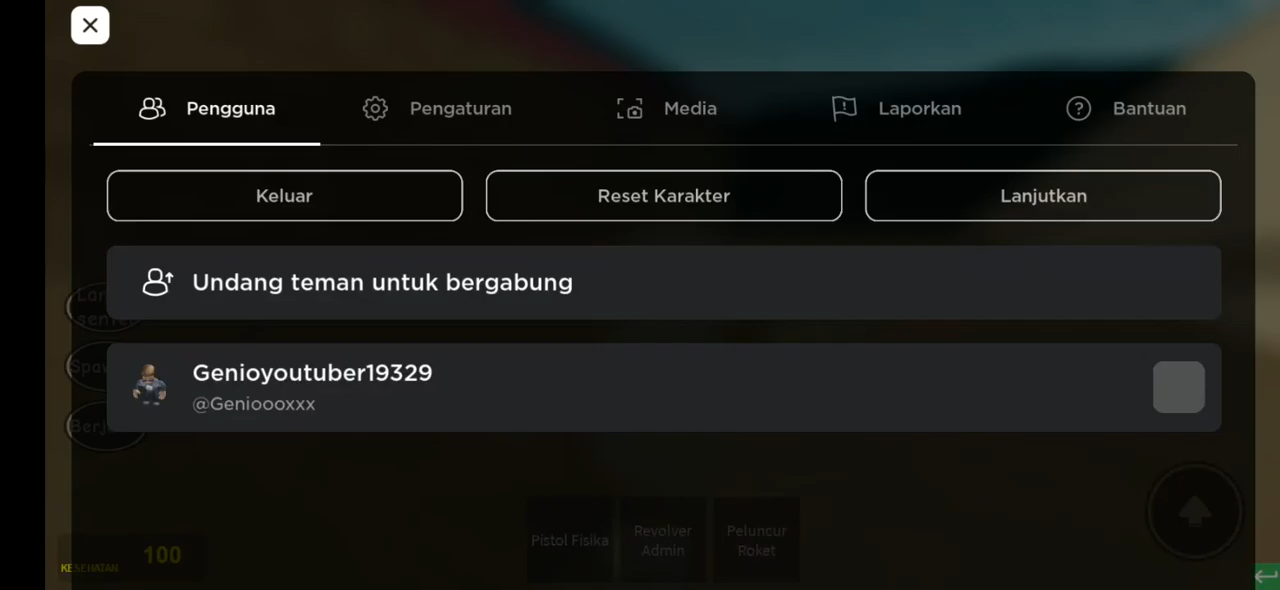 Pengguna
Pengaturan
Media
Laporkan
Bantuan
Keluar
Reset Karakter
Lanjutkan
Undang teman untuk bergabung
Genioyoutuber19329
@Genioooxxx
Pistol Fisika
Revolver
Admin
Peluncur
Roket
KESEHATAN
100